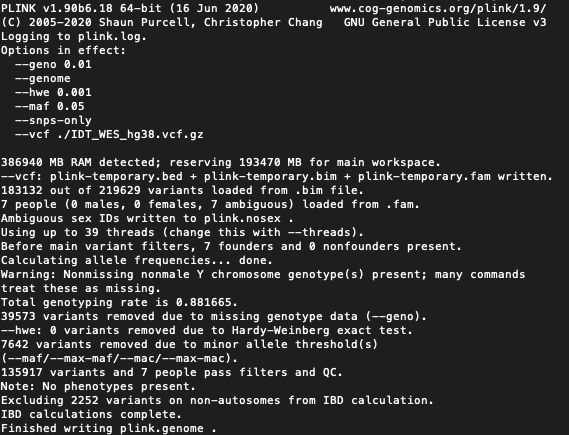 PLINK v1.90b6.18 64-bit (16 Jun 2020) www.cog-genomics.org/plink/1.9/
(C) 2005-2020 Shaun Purcell, Christopher Chang GNU General Public License v3
Logging to plink.log.
Options in effect:
--geno 0.01
--genome
--hwe 0.001
--maf 0.05
--snps-only
--vcf ./IDT_WES_hg38.vcf.gz
386940 MB RAM detected; reserving 193470 MB for main workspace.
--vcf: plink-temporary.bed + plink-temporary.bim + plink-temporary.fam written.
183132 out of 219629 variants loaded from .bim file.
7 people (0 males, 0 females, 7 ambiguous) loaded from .fam.
Ambiguous sex IDs written to plink.nosex .
Using up to 39 threads (change this with --threads).
Before main variant filters, 7 founders and 0 nonfounders present.
Calculating allele frequencies... done.
Warning: Nonmissing nonmale Y chromosome genotype(s) present; many commands
treat these as missing.
Total genotyping rate is 0.881665.
39573 variants removed due to missing genotype data (--geno).
--hwe: 0 variants removed due to Hardy-Weinberg exact test.
7642 variants removed due to minor allele threshold(s)
(--maf/--max-maf/--mac/--max-mac).
135917 variants and 7 people pass filters and QC.
Note: No phenotypes present.
Excluding 2252 variants on non-autosomes from IBD calculation.
IBD calculations complete.
Finished writing plink.genome .